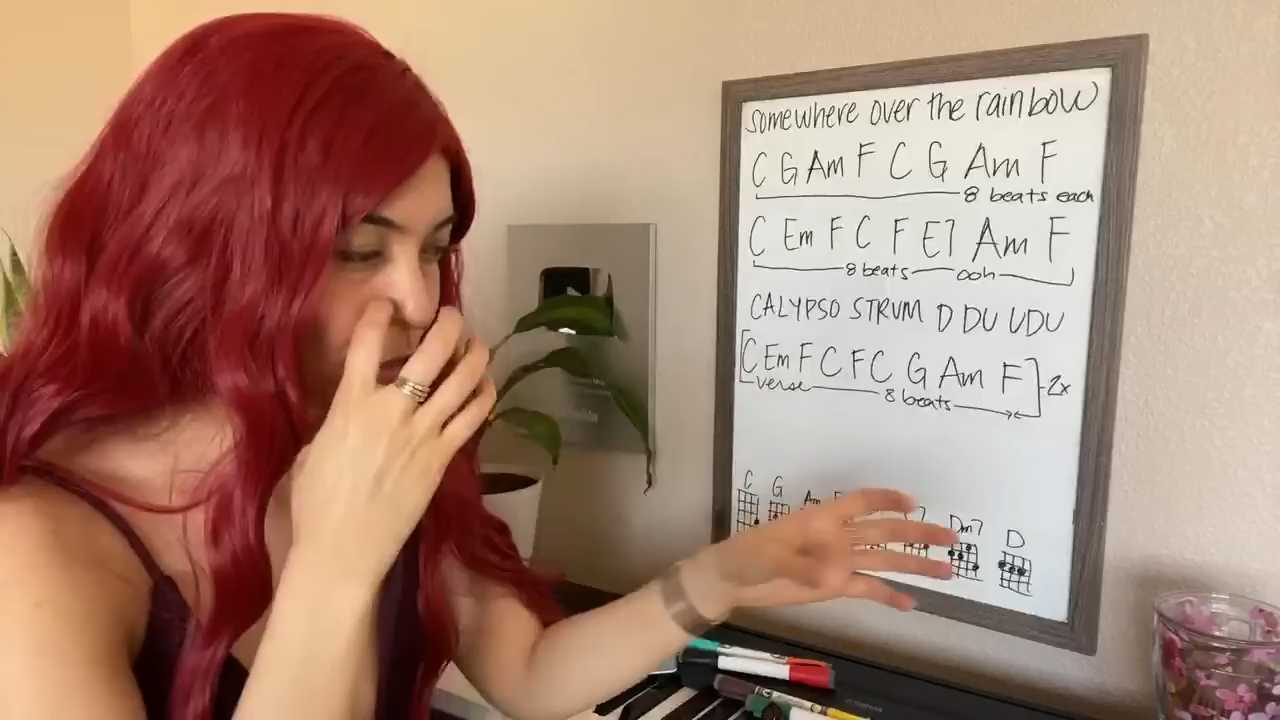 somewhere over the rainbow
C G Am F C G Am F
8 beats each
C Em F C F E7 Am F
8 beats ooh
CALYPSO STRUM D DU UDU
C Em F C F C G Am F 2x
verse 8 beats
C G Am Dm7 D